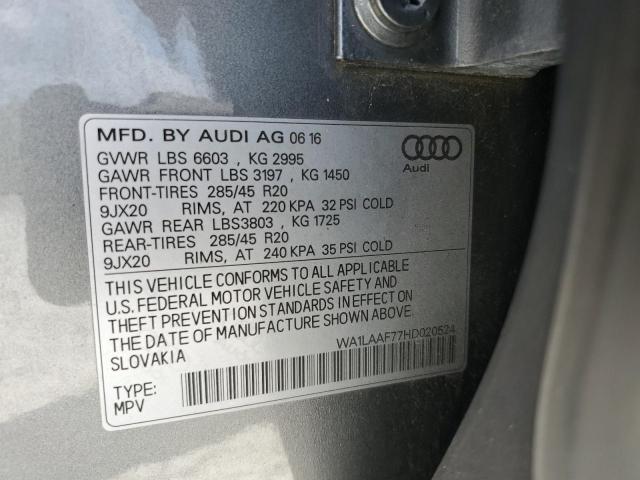 MFD. BY AUDI AG 06 16
Audi
GVWR LBS 6603 , KG 2995
GAWR FRONT LBS 3197 , KG 1450
FRONT-TIRES 285/45 R20
9JX20 RIMS, AT 220 KPA 32 PSI COLD
GAWR REAR LBS3803 , KG 1725
REAR-TIRES 285/45 R20
9JX20 RIMS, AT 240 KPA 35 PSI COLD
THIS VEHICLE CONFORMS TO ALL APPLICABLE
U.S. FEDERAL MOTOR VEHICLE SAFETY AND
THEFT PREVENTION STANDARDS IN EFFECT ON
THE DATE OF MANUFACTURE SHOWN ABOVE.
SLOVAKIA
WA1LAAF77HD020524
TYPE:
MPV